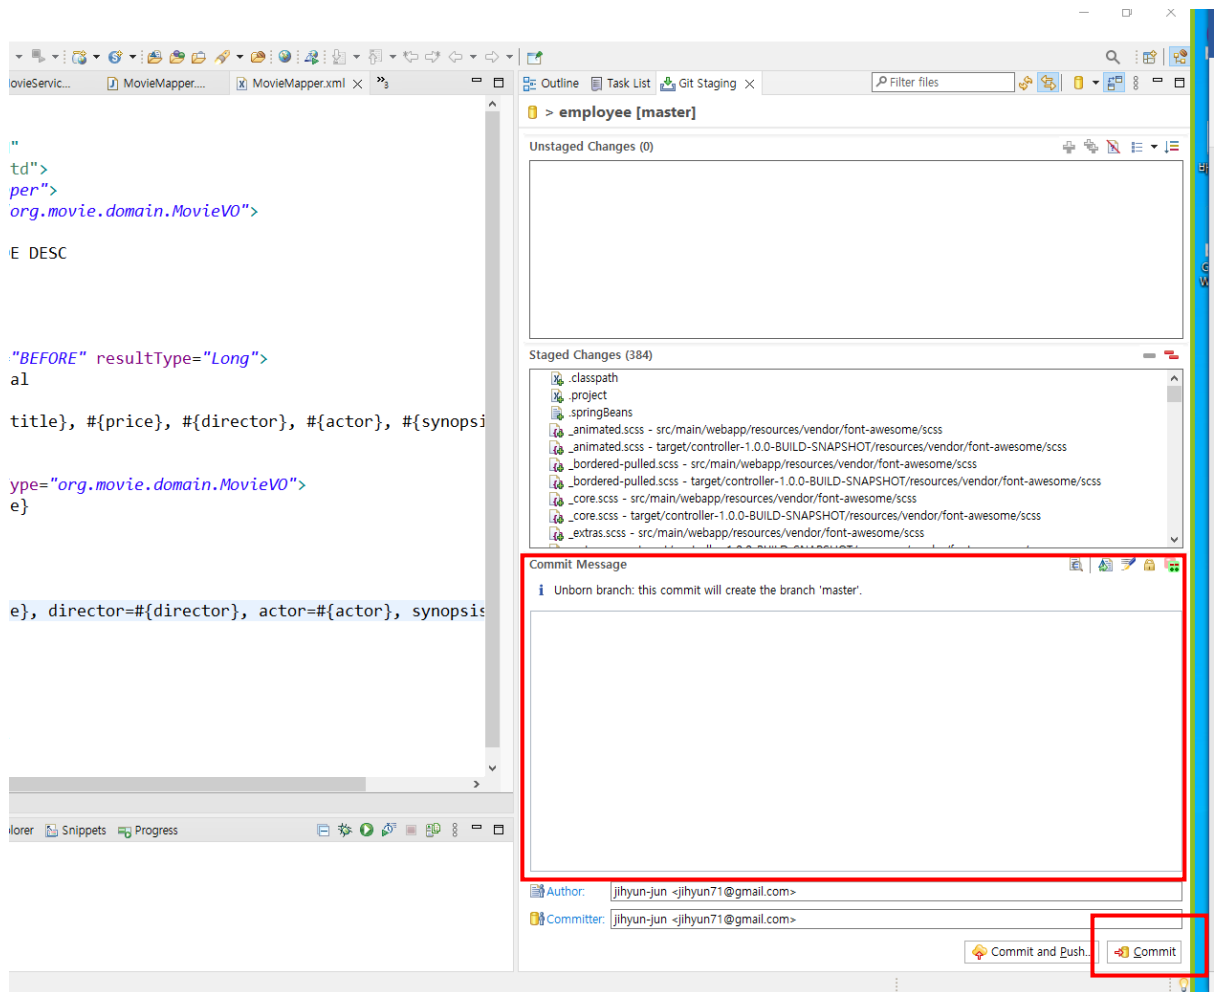 ovieServic...
MovieMapper....
MovieMapper.xml
»3
Outline
Task List
Git Staging
Filter files
> employee [master]
Unstaged Changes (0)
"
td">
per">
org.movie.domain.MovieVO">
E DESC
"BEFORE" resultType="Long">
al
title}, #{price}, #{director}, #{actor}, #{synopsi
ype="org.movie.domain.MovieVO">
e}
e}, director=#{director}, actor=#{actor}, synopsis
Staged Changes (384)
.classpath
.project
.springBeans
_animated.scss - src/main/webapp/resources/vendor/font-awesome/scss
_animated.scss - target/controller-1.0.0-BUILD-SNAPSHOT/resources/vendor/font-awesome/scss
_bordered-pulled.scss - src/main/webapp/resources/vendor/font-awesome/scss
_bordered-pulled.scss - target/controller-1.0.0-BUILD-SNAPSHOT/resources/vendor/font-awesome/scss
_core.scss - src/main/webapp/resources/vendor/font-awesome/scss
_core.scss - target/controller-1.0.0-BUILD-SNAPSHOT/resources/vendor/font-awesome/scss
_extras.scss - src/main/webapp/resources/vendor/font-awesome/scss
Commit Message
Unborn branch: this commit will create the branch 'master'.
lorer
Snippets
Progress
Author:
jihyun-jun <jihyun71@gmail.com>
Committer:
jihyun-jun <jihyun71@gmail.com>
Commit and Push...
Commit